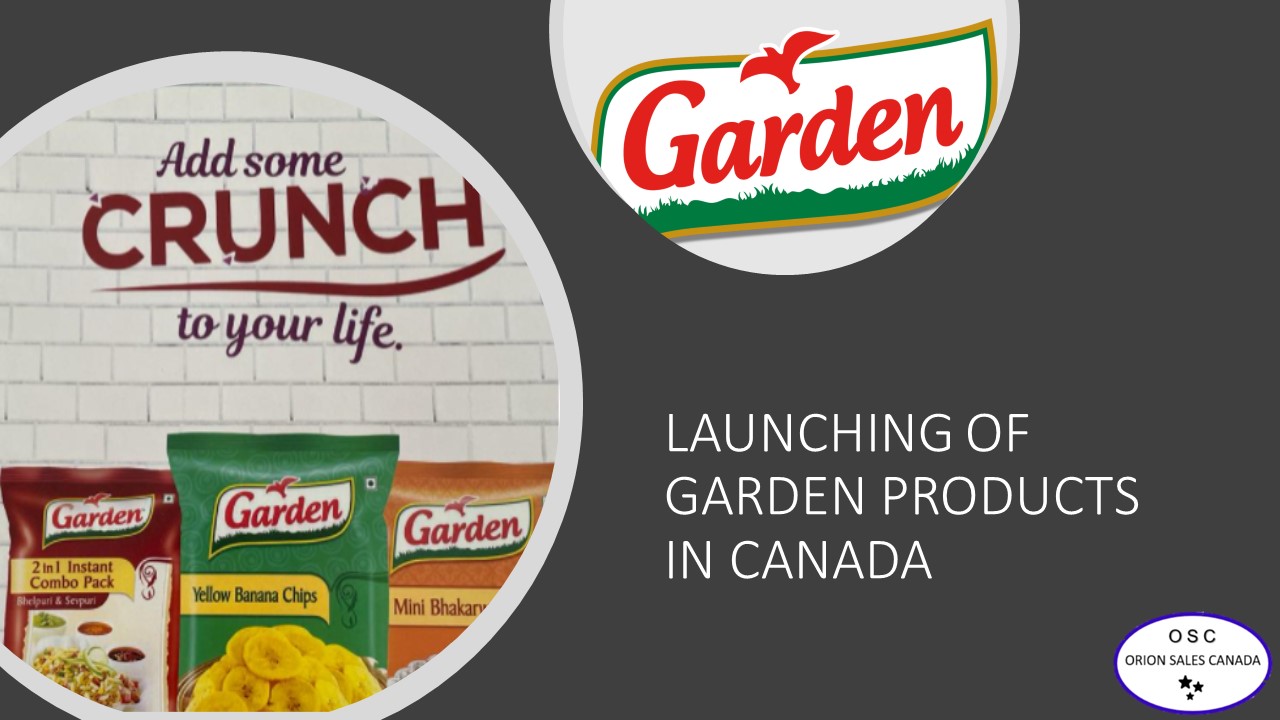 Add some
CRUNCH
to your life.
Garden
2 in 1 Instant
Combo Pack
Bhelpuri & Sevpuri
Garden
Yellow Banana Chips
Garden
Mini
Garden
LAUNCHING OF
GARDEN PRODUCTS
IN CANADA
O S C
ORION SALES CANADA